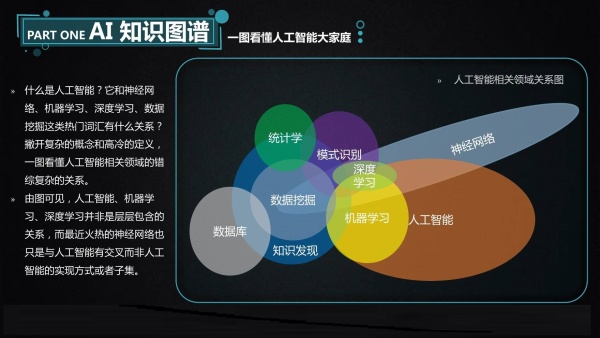 PART ONE AI 知识图谱
一图看懂人工智能大家庭
» 什么是人工智能？它和神经网
络、机器学习、深度学习、数据
挖掘这类热门词汇有什么关系？
撇开复杂的概念和高冷的定义，
一图看懂人工智能相关领域的错
综复杂的关系。
» 由图可见，人工智能、机器学
习、深度学习并非是层层包含的
关系，而最近火热的神经网络也
只是与人工智能有交叉而非人工
智能的实现方式或者子集。
» 人工智能相关领域关系图
统计学
模式识别
神经网络
深度
学习
数据挖掘
机器学习
人工智能
数据库
知识发现